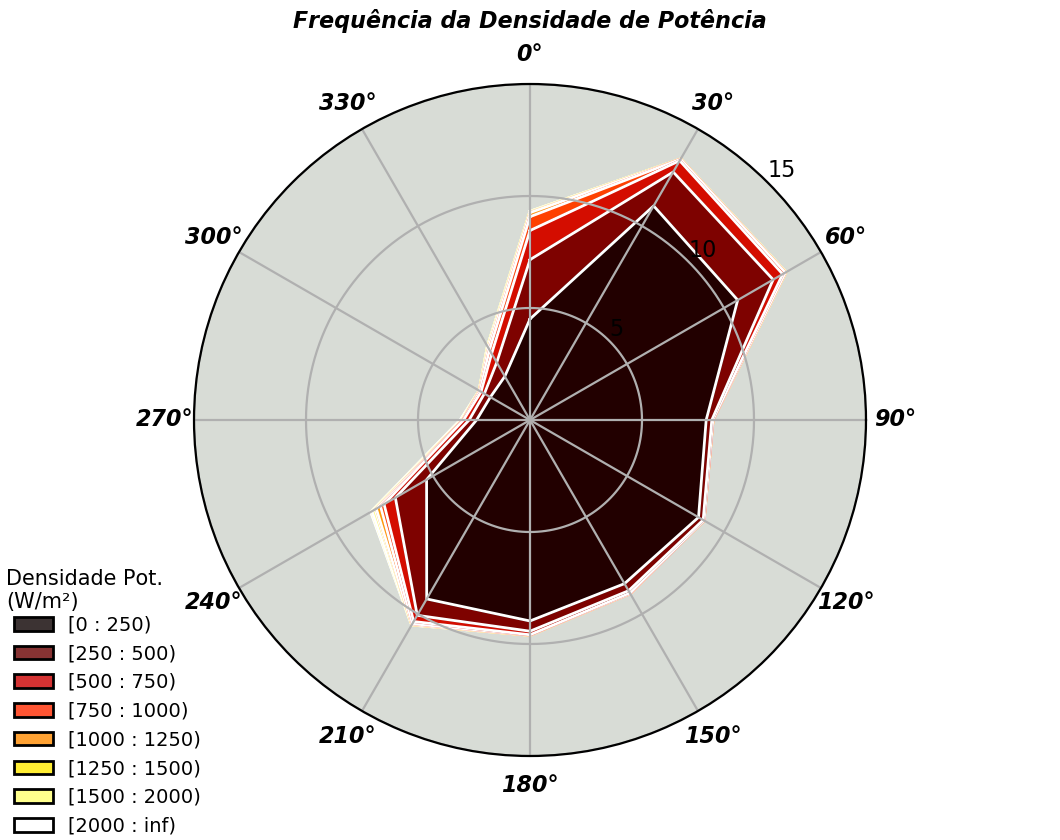 Frequência da Densidade de Potência
0°
330°
30°
15
300°
60°
10
5
270°
90°
240°
120°
210°
150°
180°
Densidade Pot.
(W/m²)
[0 : 250)
[250 : 500)
[500 : 750)
[750 : 1000)
[1000 : 1250)
[1250 : 1500)
[1500 : 2000)
[2000 : inf)